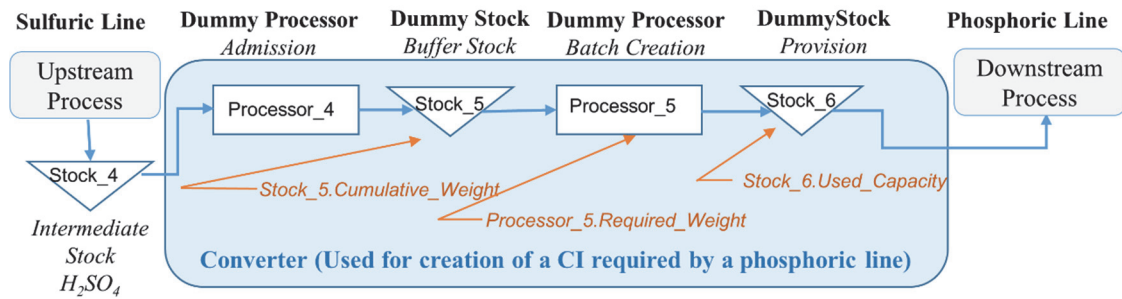 Sulfuric Line
Dummy Processor
Dummy Stock
Dummy Processor
DummyStock
Phosphoric Line
Admission
Buffer Stock
Batch Creation
Provision
Upstream
Process
Downstream
Process
Processor_4
Stock_5
Processor_5
Stock_6
Stock_4
Stock_5.Cumulative_Weight
Stock_6.Used_Capacity
Processor_5.Required_Weight
Intermediate
Stock
H₂SO₄
Converter (Used for creation of a CI required by a phosphoric line)